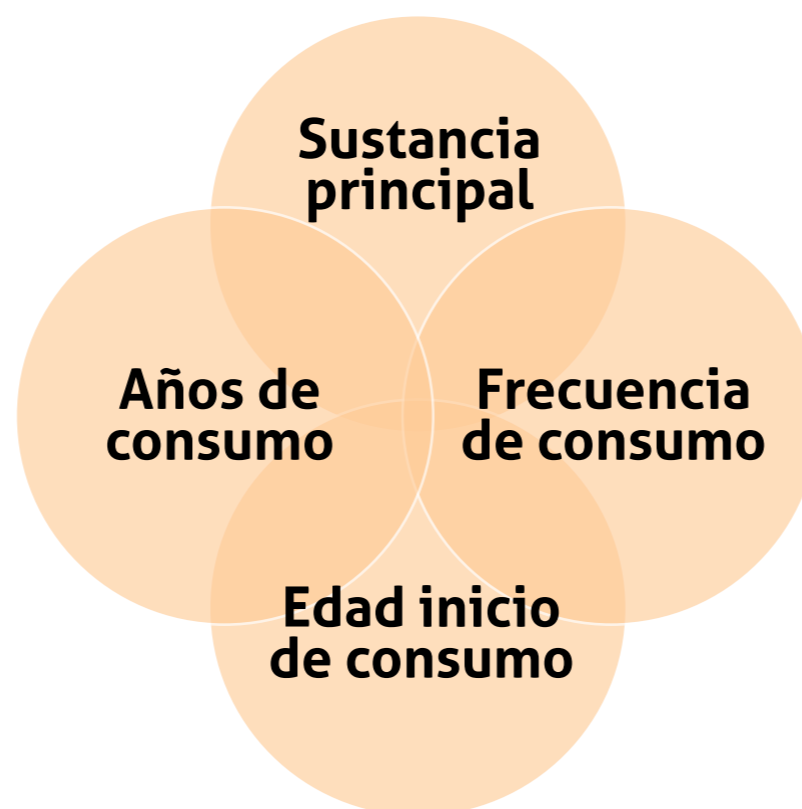 Sustancia
principal
Años de
consumo
Frecuencia
de consumo
Edad inicio
de consumo